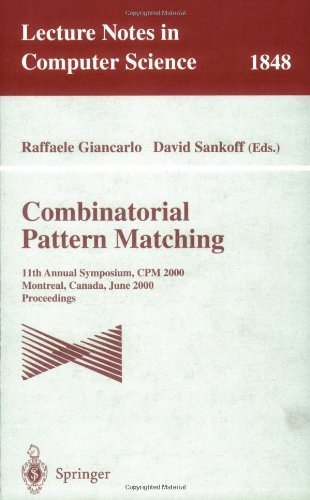 Lecture Notes in
Computer Science 1848
Raffaele Giancarlo David Sankoff (Eds.)
Combinatorial
Pattern Matching
11th Annual Symposium, CPM 2000
Montreal, Canada, June 2000
Proceedings
Springer